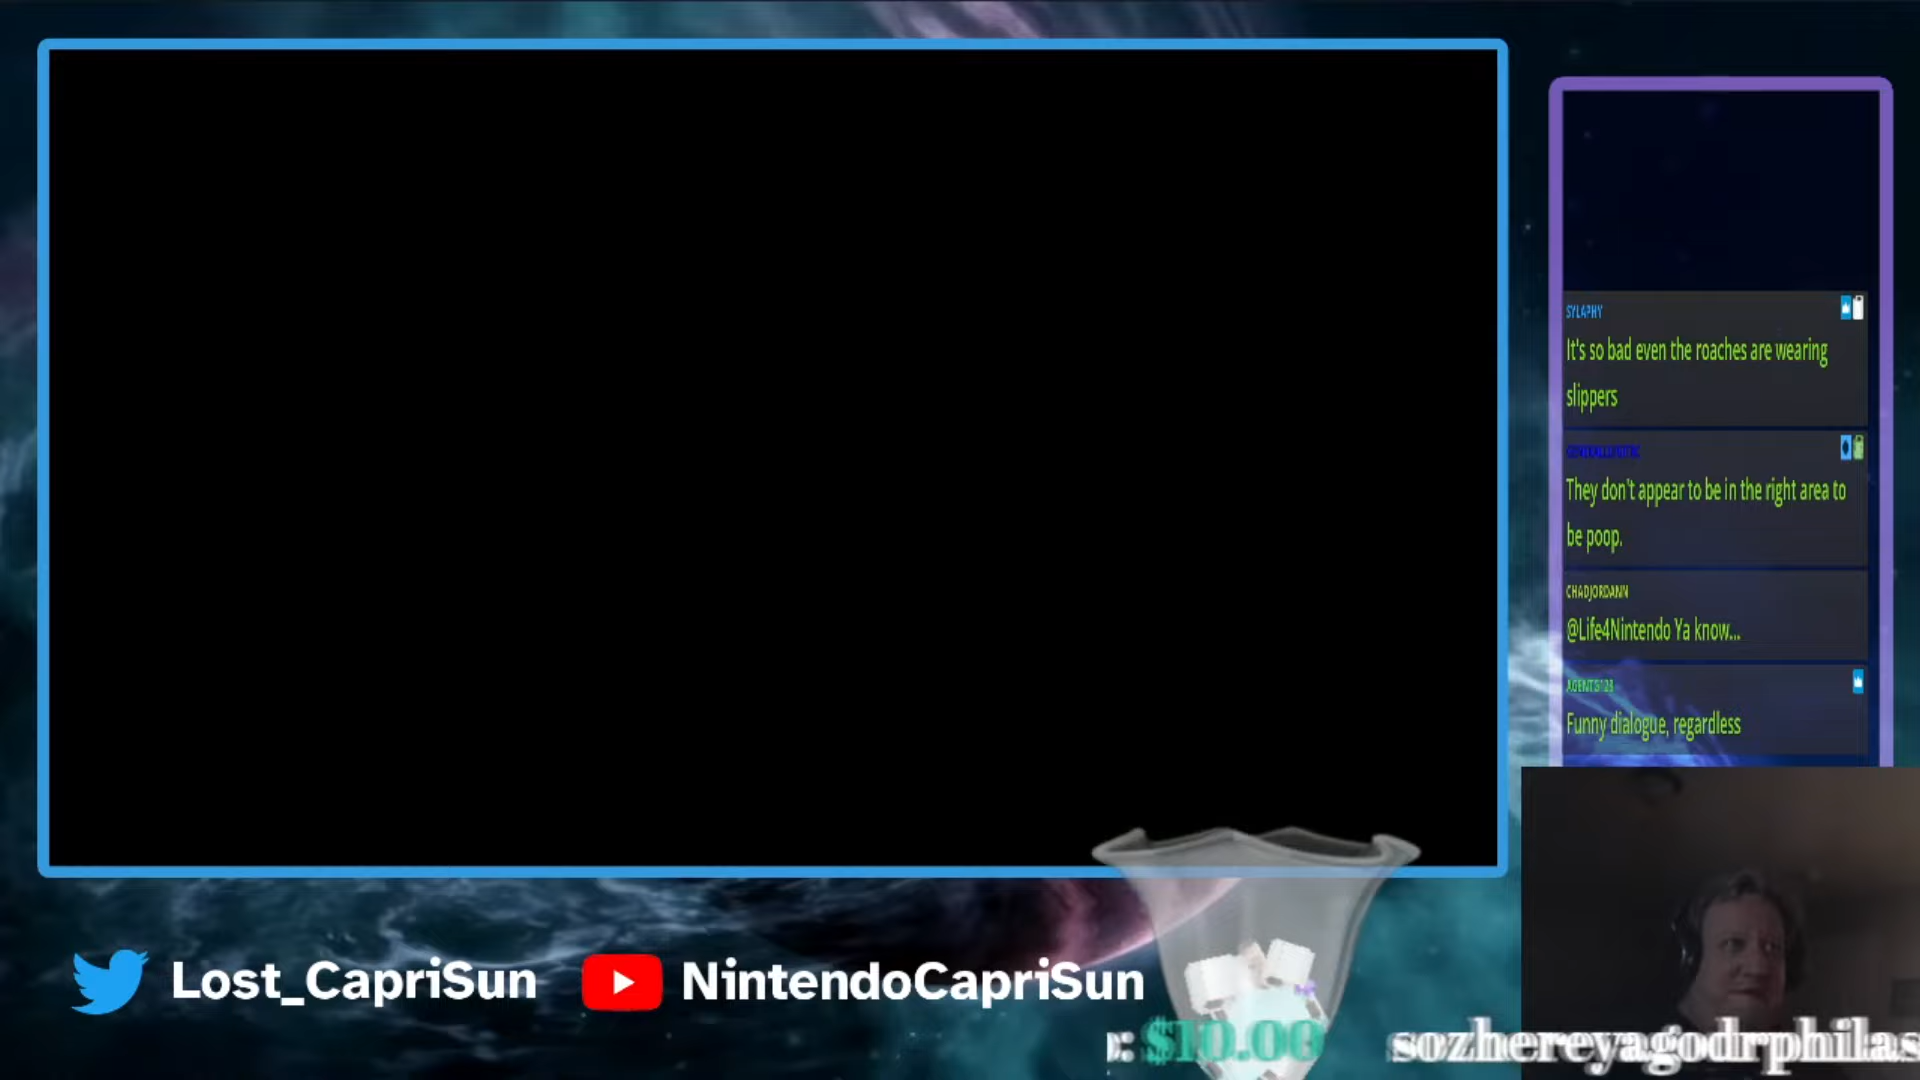 SYLAPHY
It's so bad even the roaches are wearing
slippers
They don't appear to be in the right area to
be poop.
CHADJORDANN
@Life4Nintendo Ya know...
Funny dialogue, regardless
Lost_CapriSun
NintendoCapriSun
: $10.00 sozhereyagodrphilas